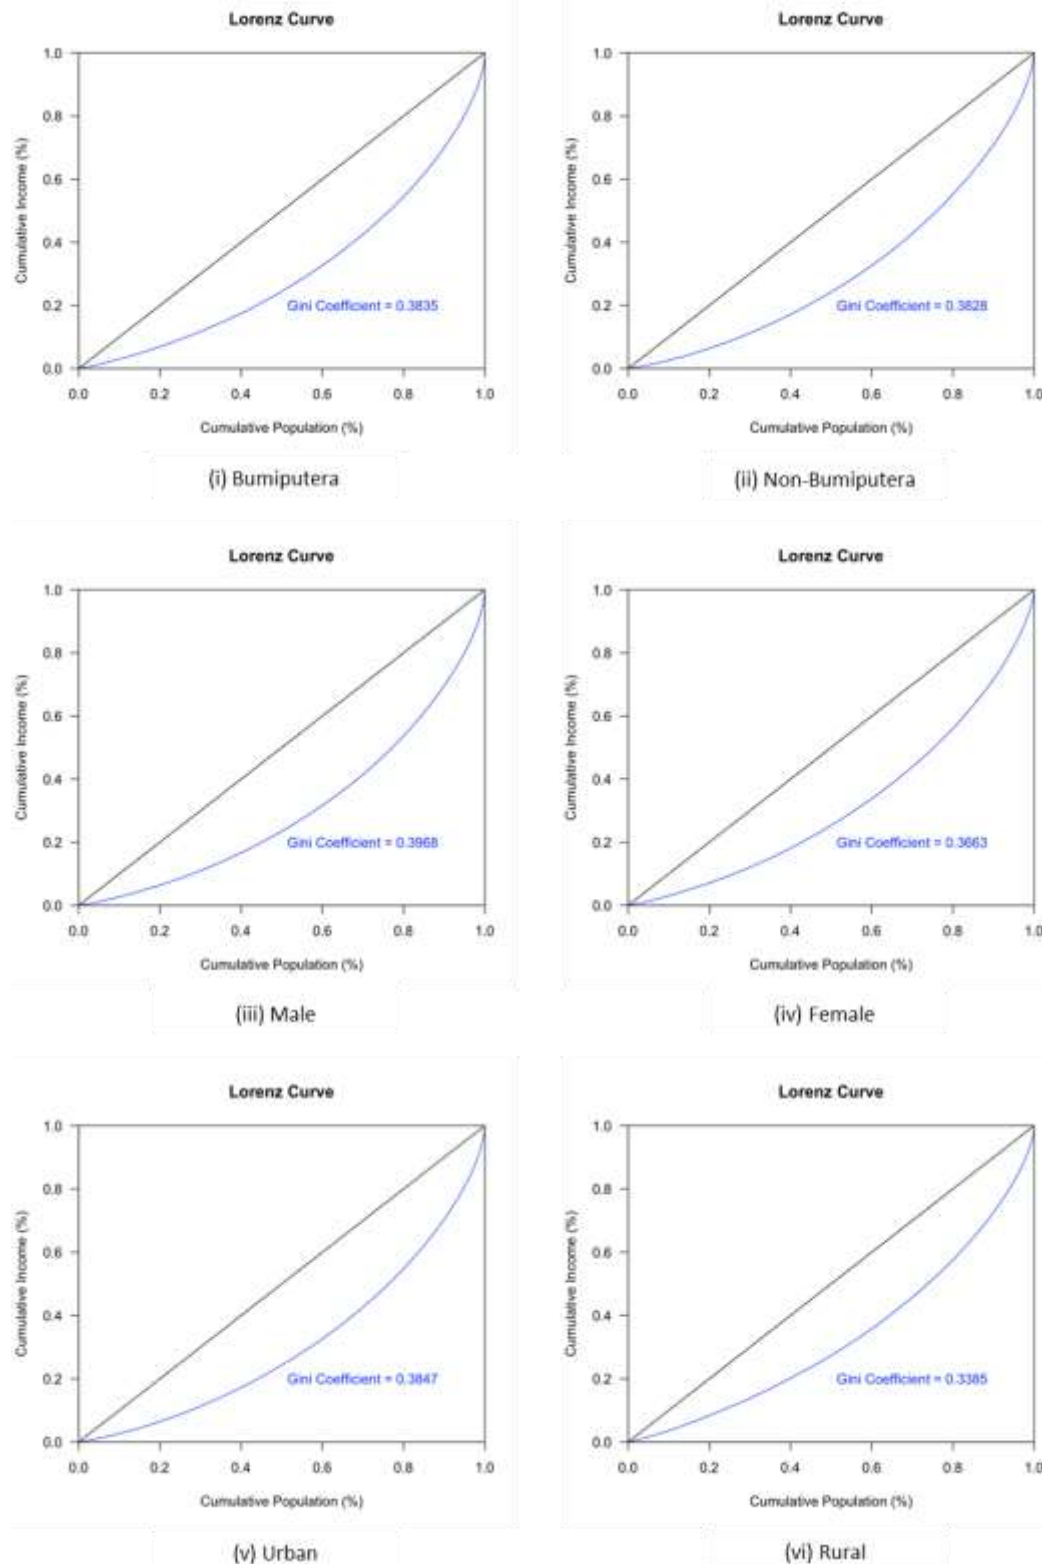 Lorenz Curve
1.0
0.8
0.6
0.4
0.2
0.0
Cumulative Income (%)
Gini Coefficient = 0.3835
0.0 0.2 0.4 0.6 0.8 1.0
Cumulative Population (%)
(i) Bumiputera
Lorenz Curve
1.0
0.8
0.6
0.4
0.2
0.0
Cumulative Income (%)
Gini Coefficient = 0.3828
0.0 0.2 0.4 0.6 0.8 1.0
Cumulative Population (%)
(ii) Non-Bumiputera
Lorenz Curve
1.0
0.8
0.6
0.4
0.2
0.0
Cumulative Income (%)
Gini Coefficient = 0.3968
0.0 0.2 0.4 0.6 0.8 1.0
Cumulative Population (%)
(iii) Male
Lorenz Curve
1.0
0.8
0.6
0.4
0.2
0.0
Cumulative Income (%)
Gini Coefficient = 0.3663
0.0 0.2 0.4 0.6 0.8 1.0
Cumulative Population (%)
(iv) Female
Lorenz Curve
1.0
0.8
0.6
0.4
0.2
0.0
Cumulative Income (%)
Gini Coefficient = 0.3847
0.0 0.2 0.4 0.6 0.8 1.0
Cumulative Population (%)
(v) Urban
Lorenz Curve
1.0
0.8
0.6
0.4
0.2
0.0
Cumulative Income (%)
Gini Coefficient = 0.3385
0.0 0.2 0.4 0.6 0.8 1.0
Cumulative Population (%)
(vi) Rural